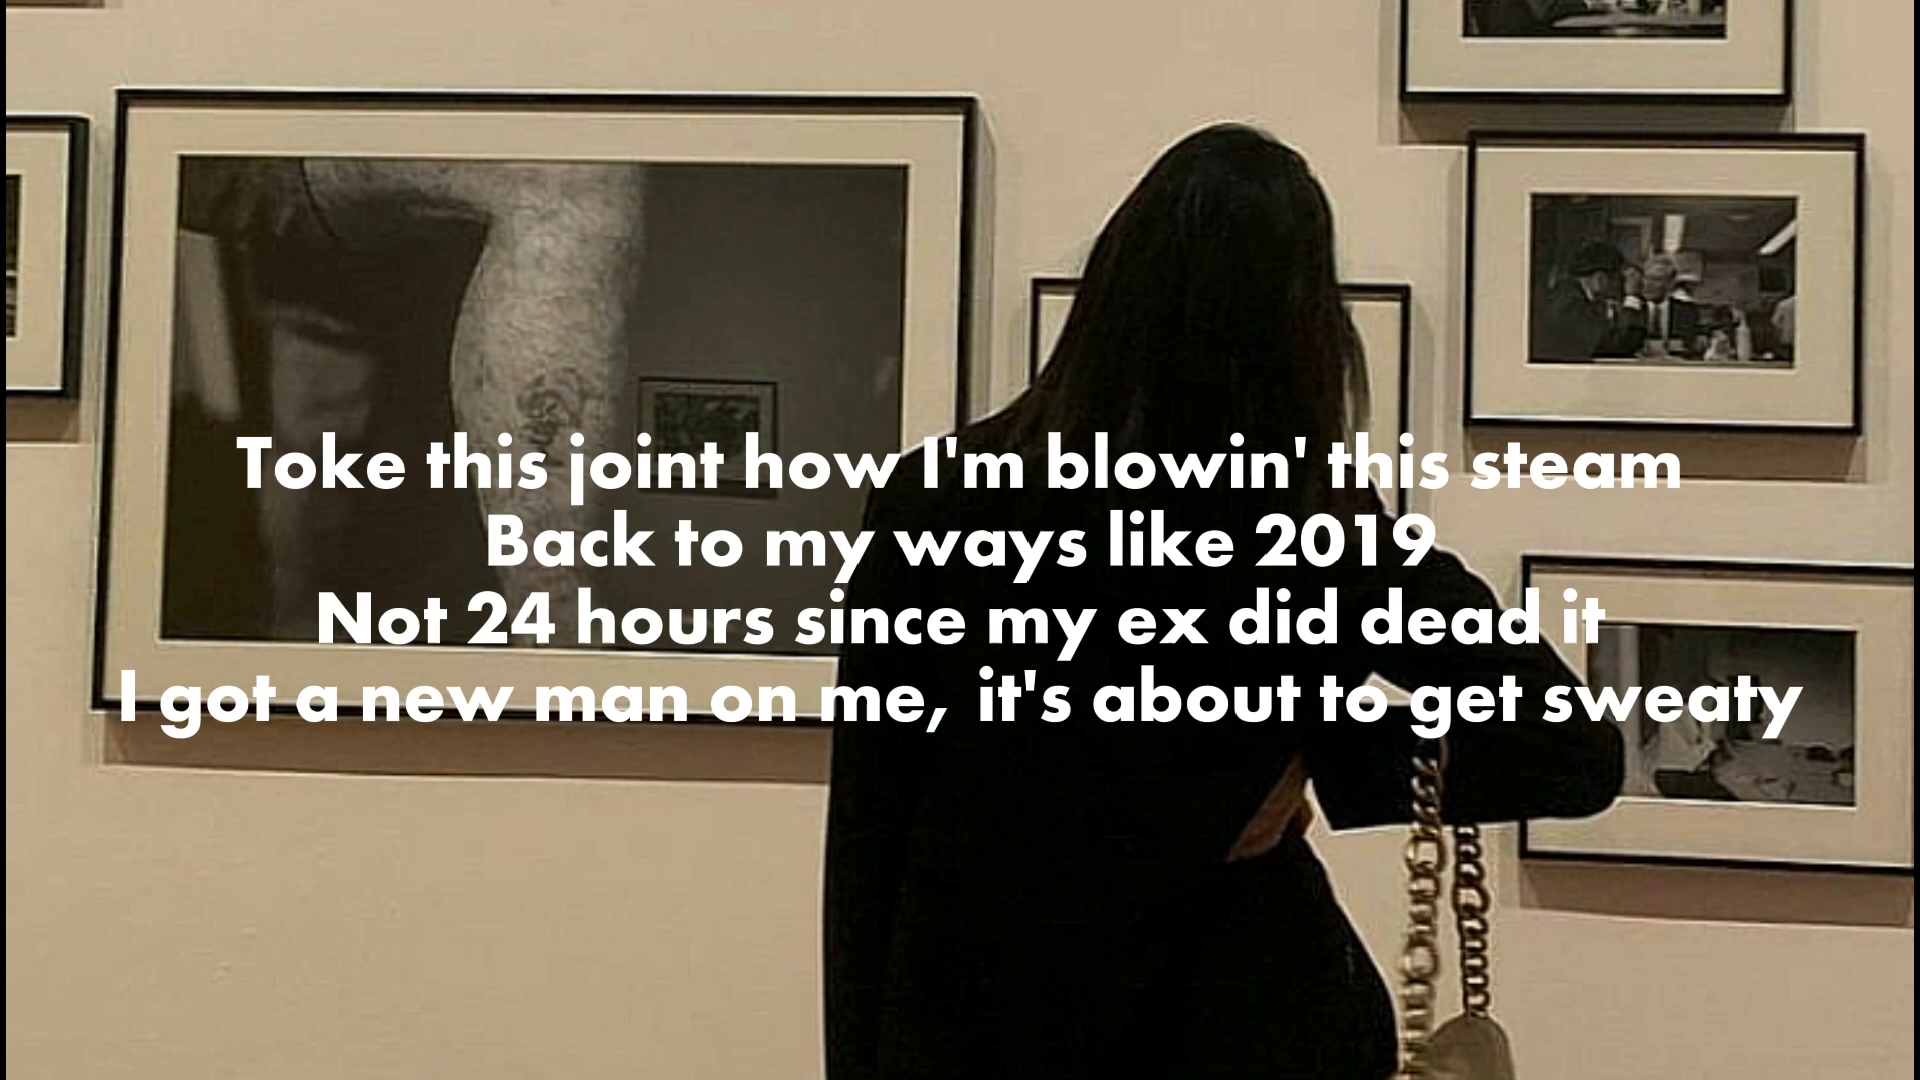 Toke this joint how I'm blowin' this steam
Back to my ways like 2019
Not 24 hours since my ex did dead it
I got a new man on me, it's about to get sweaty